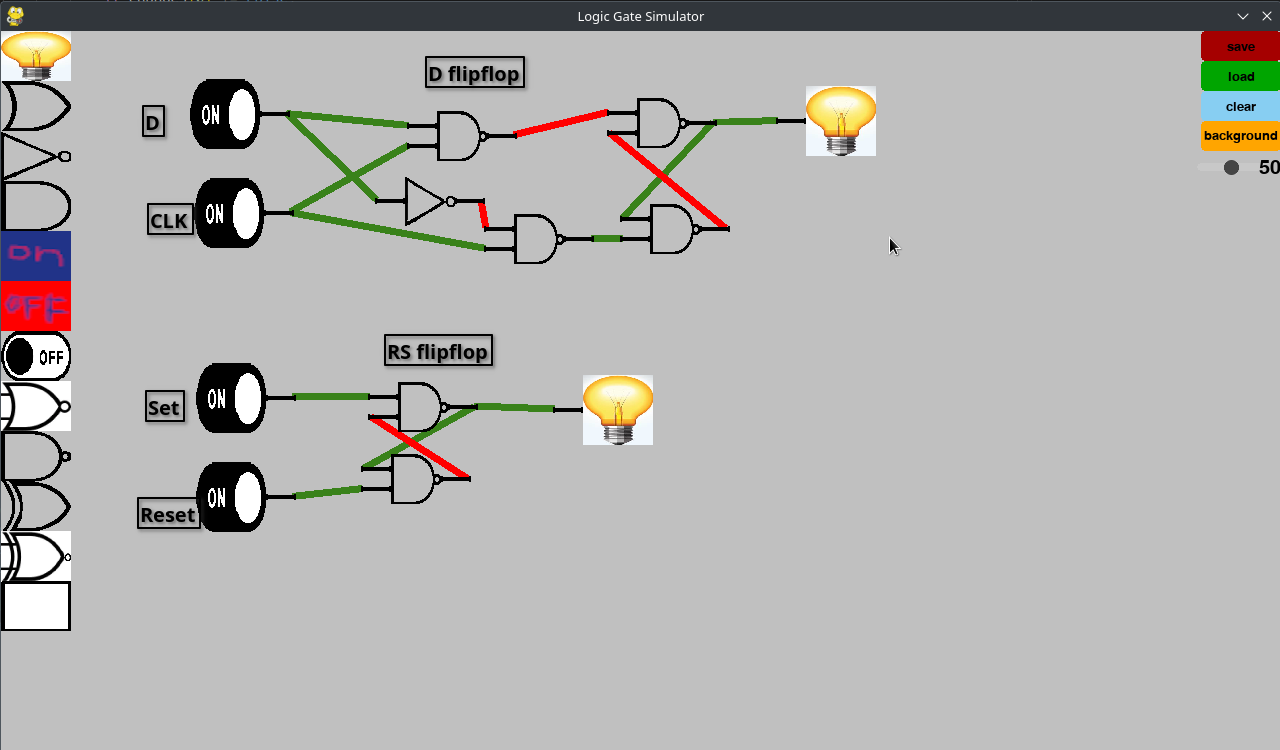 Logic Gate Simulator
save
load
clear
background
50
on
OFF
OFF
D flipflop
D
ON
CLK
ON
RS flipflop
Set
ON
Reset
ON